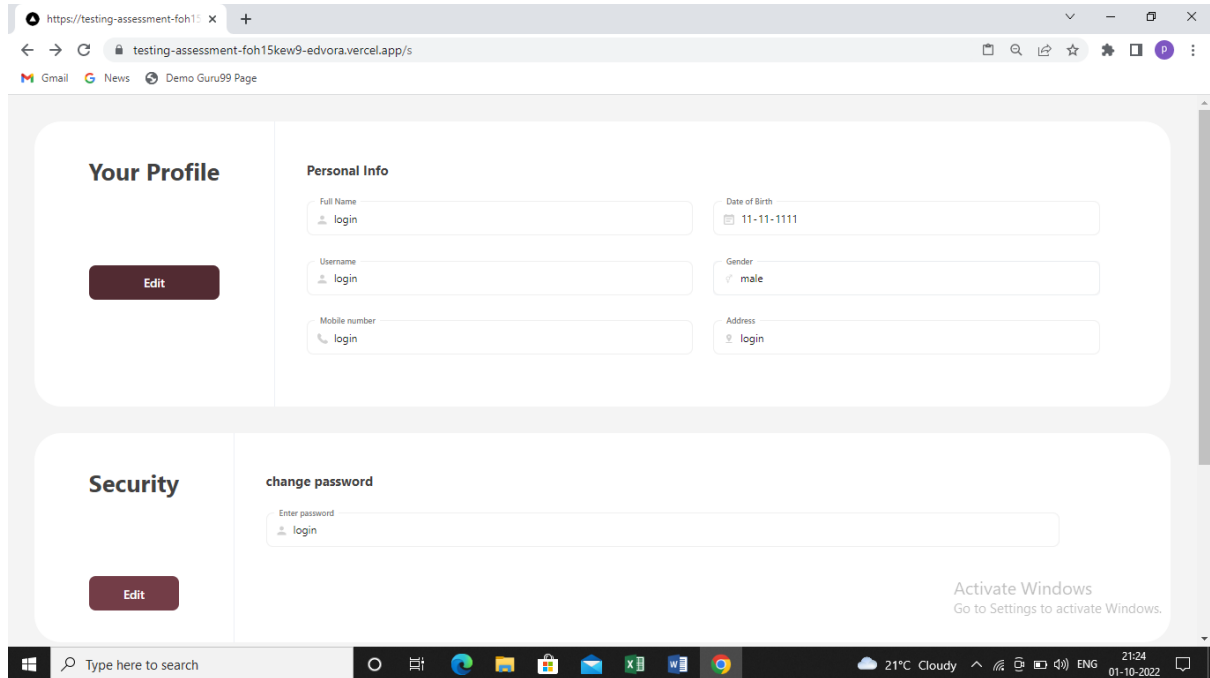 https://testing-assessment-foh15
testing-assessment-foh15kew9-edvora.vercel.app/s
P
Gmail G News Demo Guru99 Page
Your Profile
Edit
Personal Info
Full Name
login
Date of Birth
11-11-1111
Username
login
Gender
male
Mobile number
login
Address
login
Security
Edit
change password
Enter password
login
Activate Windows
Go to Settings to activate Windows.
Type here to search
21°C Cloudy
ENG
21:24
01-10-2022